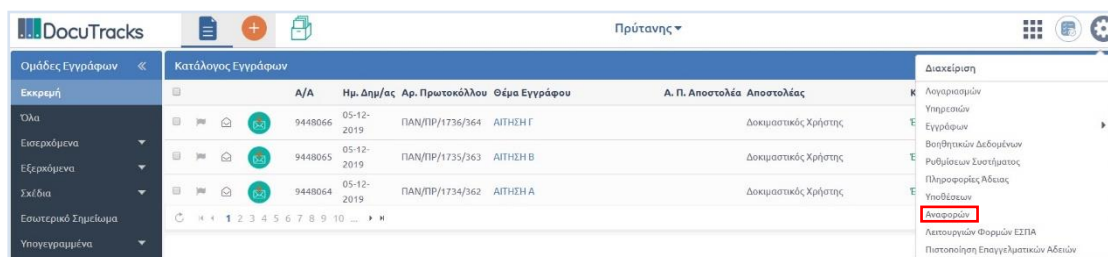 DocuTracks
Πρύτανης
Ομάδες Εγγράφων
Κατάλογος Εγγράφων
Διαχείριση
Εκκρεμή
Α/Α Ημ. Δημ/ας Αρ. Πρωτοκόλλου Θέμα Εγγράφου Α. Π. Αποστολέα Αποστολέας
Όλα
Εισερχόμενα
Εξερχόμενα
Σχέδια
Εσωτερικό Σημείωμα
Υπογεγραμμένα
9448066 05-12-2019 ΠΑΝ/ΠΡ/1736/364 ΑΙΤΗΣΗ Γ Δοκιμαστικός Χρήστης
9448065 05-12-2019 ΠΑΝ/ΠΡ/1735/363 ΑΙΤΗΣΗ Β Δοκιμαστικός Χρήστης
9448064 05-12-2019 ΠΑΝ/ΠΡ/1734/362 ΑΙΤΗΣΗ Α Δοκιμαστικός Χρήστης
1 2 3 4 5 6 7 8 9 10 ...
Λογαριασμών
Υπηρεσιών
Εγγράφων
Βοηθητικών Δεδομένων
Ρυθμίσεων Συστήματος
Πληροφορίες Άδειας
Υποθέσεων
Αναφορών
Λειτουργιών Φορμών ΕΣΠΑ
Πιστοποίηση Επαγγελματικών Αδειών